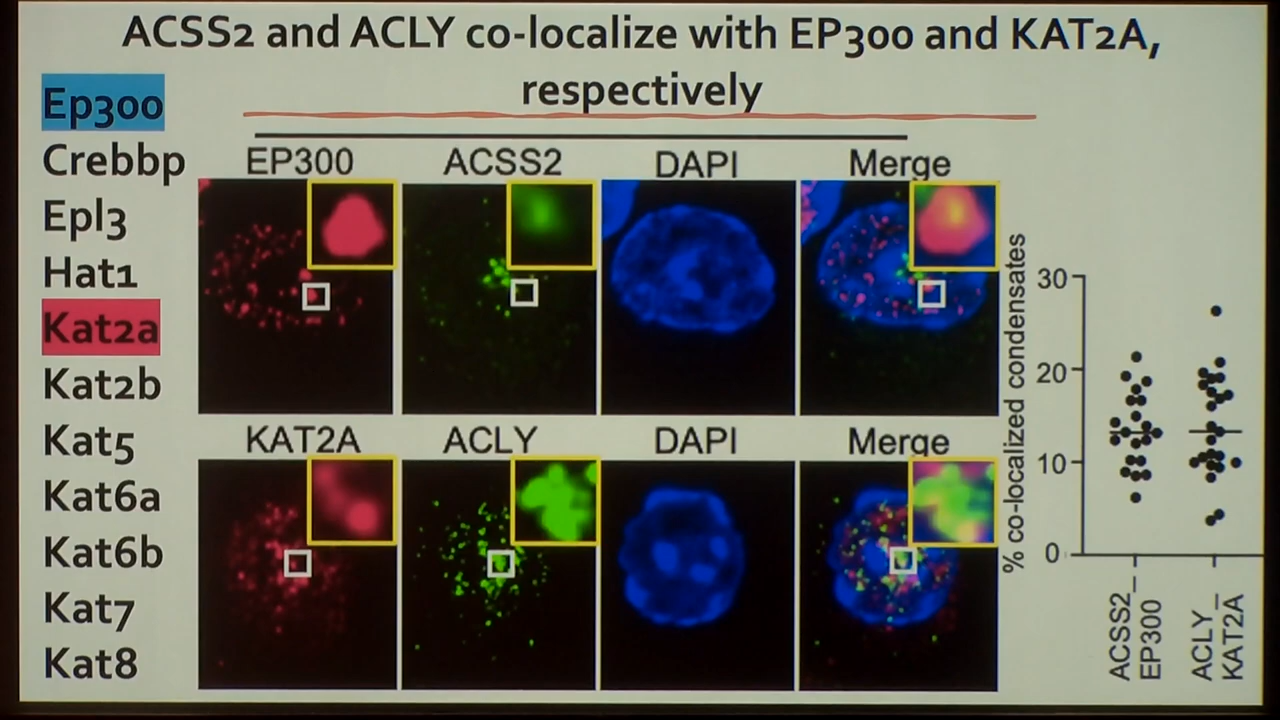 ACSS2 and ACLY co-localize with EP300 and KAT2A,
respectively
Ep300
Crebbp
Epl3
Hat1
Kat2a
Kat2b
Kat5
Kat6a
Kat6b
Kat7
Kat8
EP300 ACSS2 DAPI Merge
KAT2A ACLY DAPI Merge
% co-localized condensates
30
20
10
0
ACSS2_
EP300
ACLY_
KAT2A